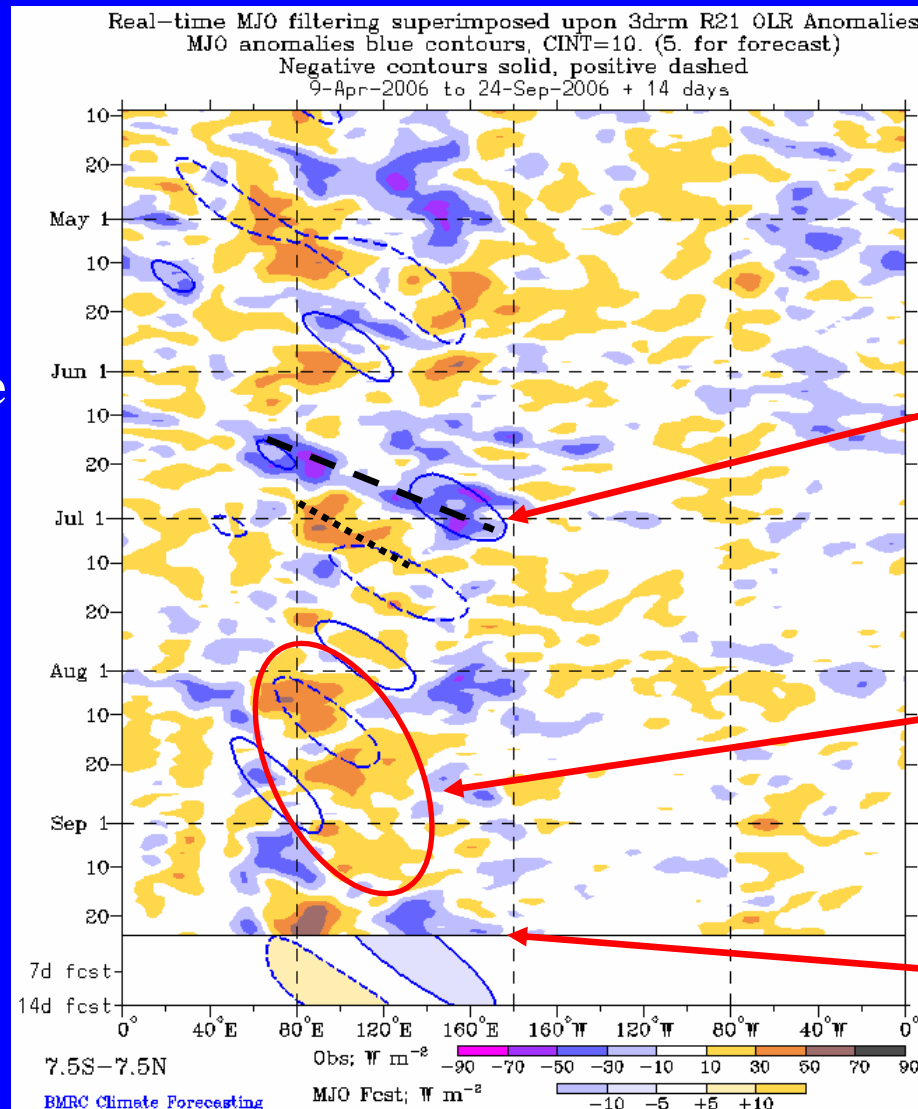 Real-time MJO filtering superimposed upon 3drm R21 OLR Anomalies
MJO anomalies blue contours, CINT=10. (5. for forecast)
Negative contours solid, positive dashed
9-Apr-2006 to 24-Sep-2006 + 14 days
10
20
May 1
10
20
Jun 1
10
20
Jul 1
10
20
Aug 1
10
20
Sep 1
10
20
7d fcst
14d fcst
0° 40°E 80°E 120°E 160°E 160°W 120°W 80°W 40°W 0°
7.5S-7.5N
Obs; W m⁻² -90 -70 -50 -30 -10 10 30 50 70 90
MJO Fcst; W m⁻² -10 -5 +5 +10
BMRC Climate Forecasting
e